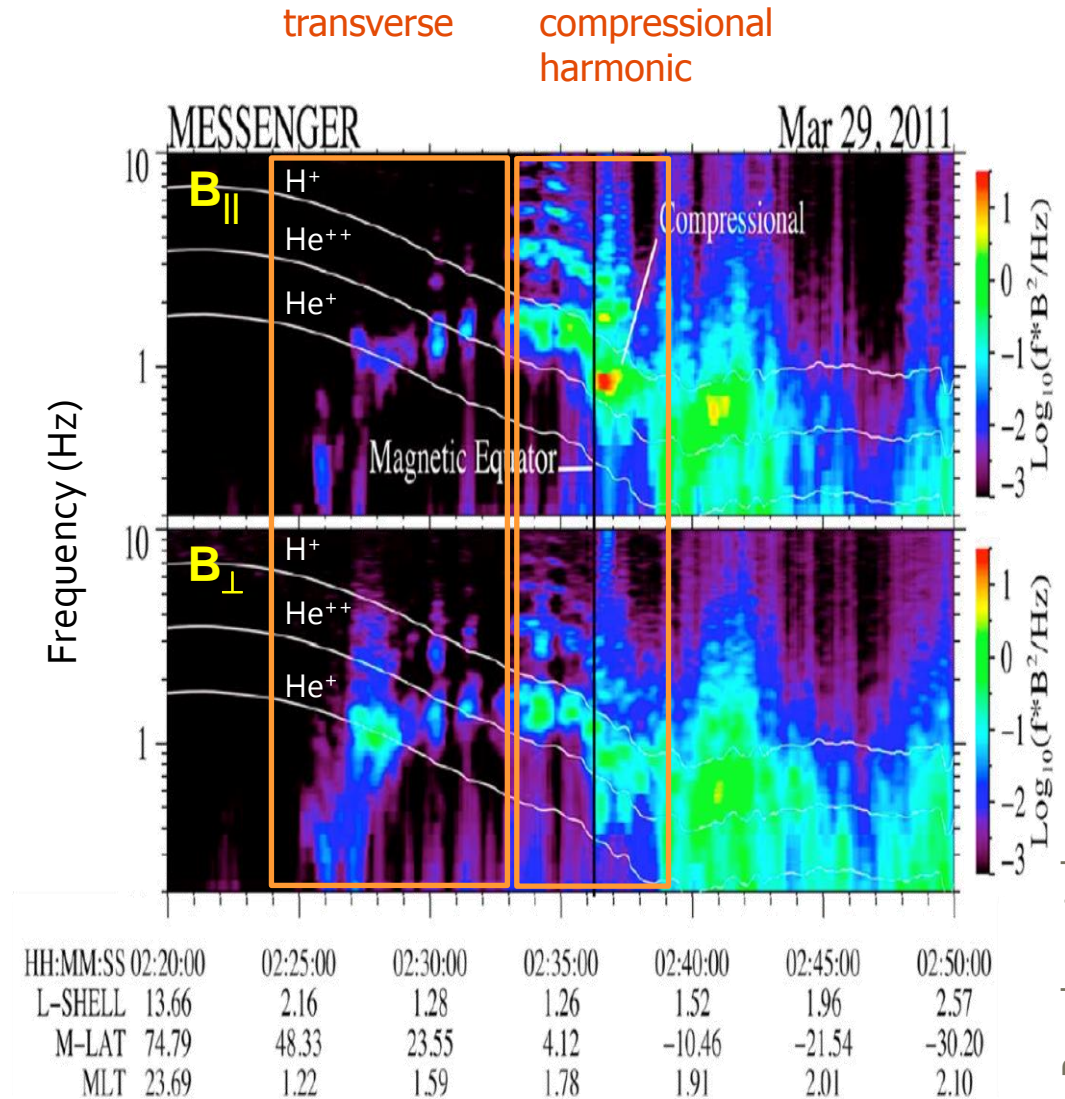 transverse
compressional
harmonic
MESSENGER
Mar 29, 2011
10
1
B||
H+
He++
He+
Compressional
Magnetic Equator
1
0
-1
-2
-3
Log10(f*B2/Hz)
Frequency (Hz)
10
1
B⊥
H+
He++
He+
1
0
-1
-2
-3
Log10(f*B2/Hz)
HH:MM:SS 02:20:00 02:25:00 02:30:00 02:35:00 02:40:00 02:45:00 02:50:00
L-SHELL 13.66 2.16 1.28 1.26 1.52 1.96 2.57
M-LAT 74.79 48.33 23.55 4.12 -10.46 -21.54 -30.20
MLT 23.69 1.22 1.59 1.78 1.91 2.01 2.10